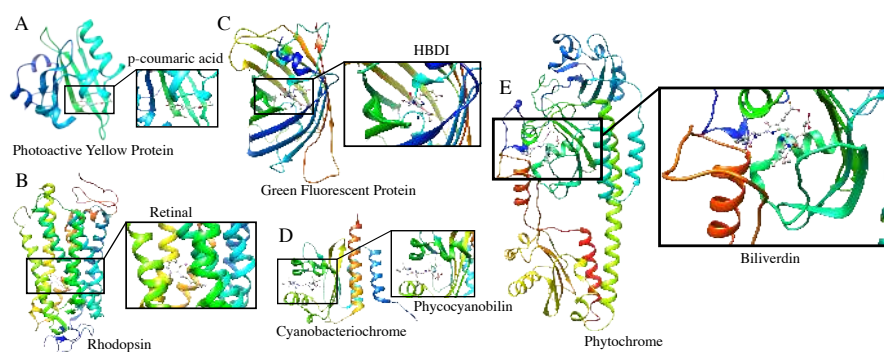 A
p-coumaric acid
Photoactive Yellow Protein
B
Retinal
Rhodopsin
C
HBDI
Green Fluorescent Protein
D
Phycocyanobilin
Cyanobacteriochrome
E
Biliverdin
Phytochrome